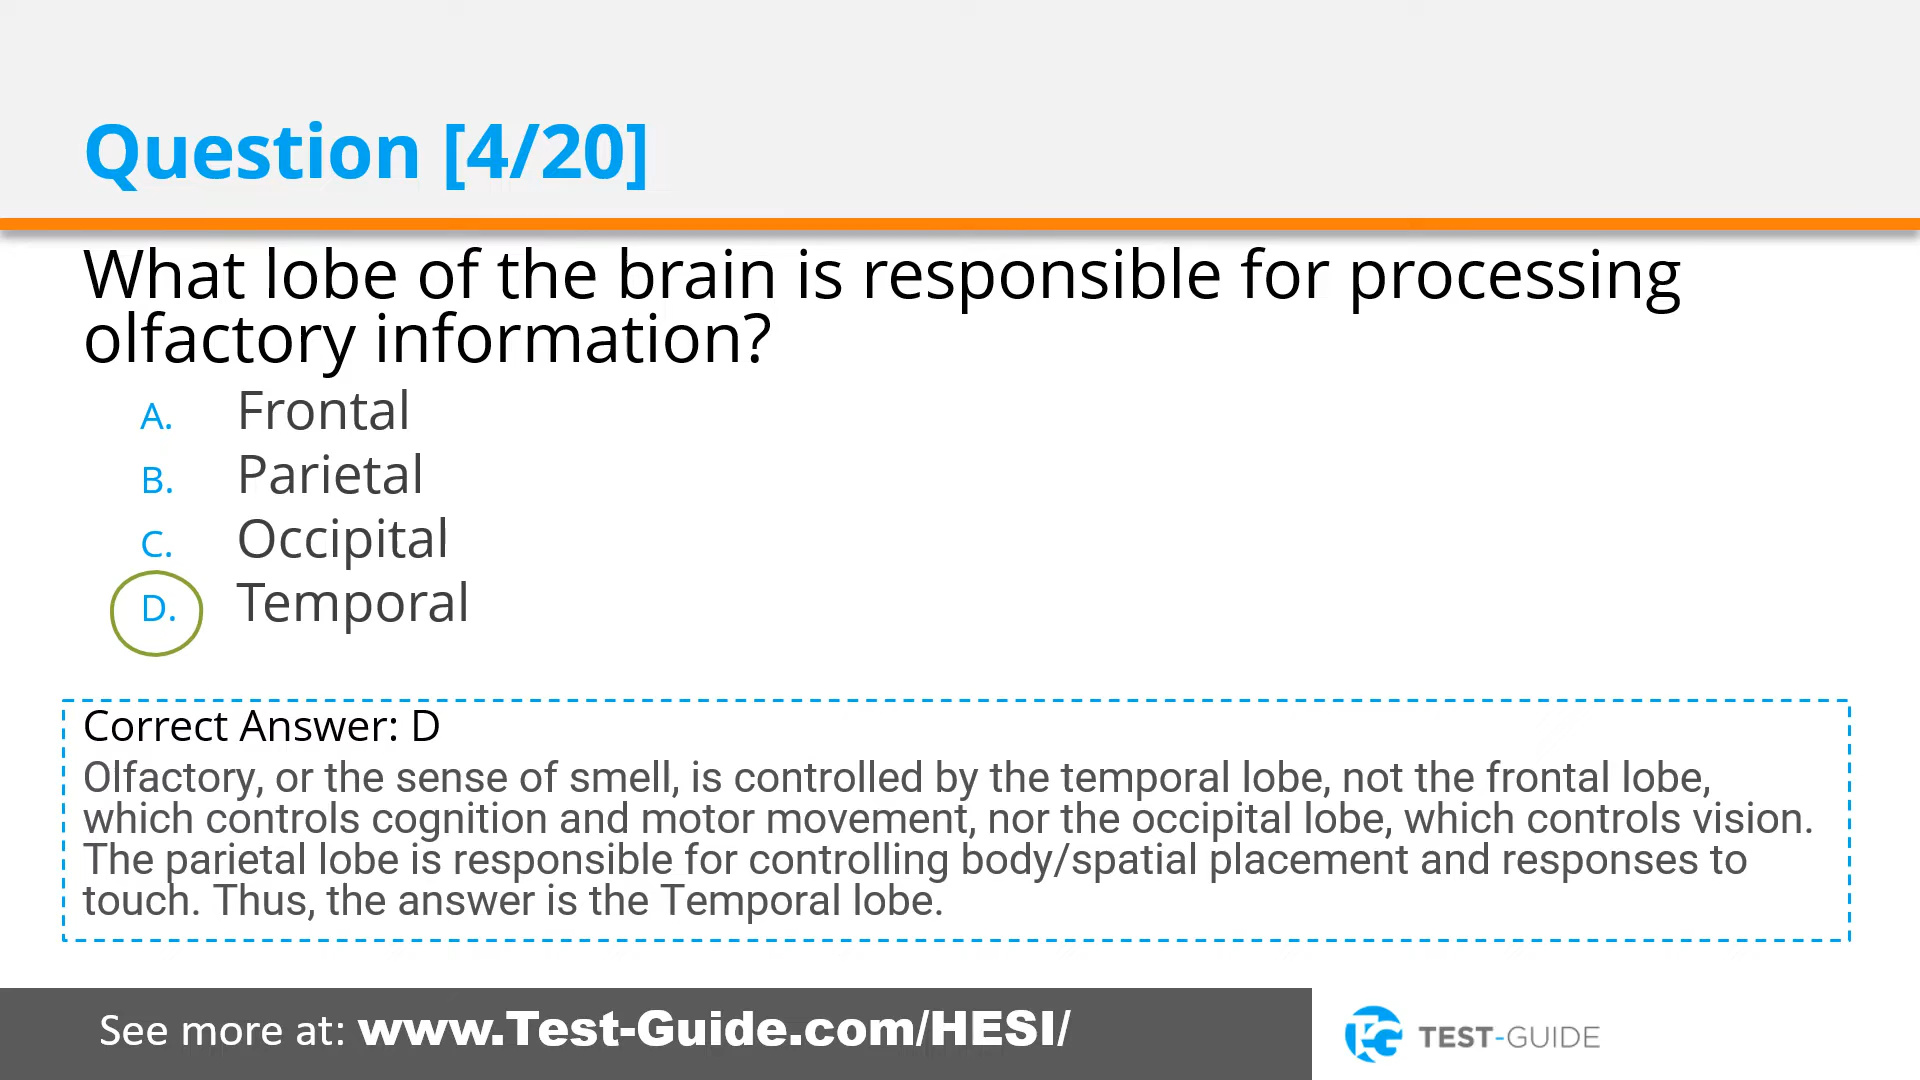 Question [4/20]
What lobe of the brain is responsible for processing
olfactory information?
A. Frontal
B. Parietal
C. Occipital
D. Temporal
Correct Answer: D
Olfactory, or the sense of smell, is controlled by the temporal lobe, not the frontal lobe,
which controls cognition and motor movement, nor the occipital lobe, which controls vision.
The parietal lobe is responsible for controlling body/spatial placement and responses to
touch. Thus, the answer is the Temporal lobe.
See more at: www.Test-Guide.com/HESI/
TG TEST-GUIDE